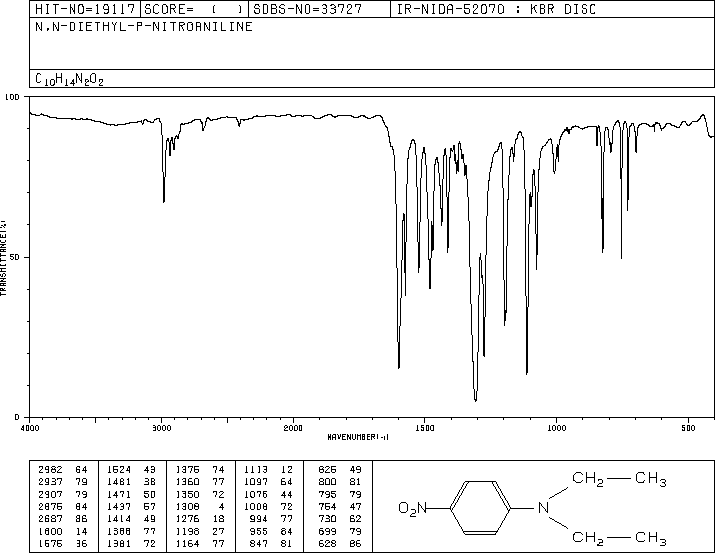 HIT-NO=19117 SCORE= ( ) SDBS-NO=33727 IR-NIDA-52070 : KBR DISC
N,N-DIETHYL-P-NITROANILINE
C10H14N2O2
100
50
0
TRANSMITTANCE(%)
4000 3000 2000 1500 1000 500
WAVENUMBER(-1)
2982 64 1524 43 1376 74 1113 12 826 49
2937 79 1481 38 1360 77 1097 64 800 81
2907 79 1471 50 1350 72 1076 44 795 79
2875 84 1437 57 1308 4 1008 72 754 47
2687 86 1414 49 1276 18 994 77 730 62
1600 14 1388 77 1198 27 955 84 699 79
1575 36 1381 72 1164 77 847 81 628 86
CH2 CH3
O2N N
CH2 CH3